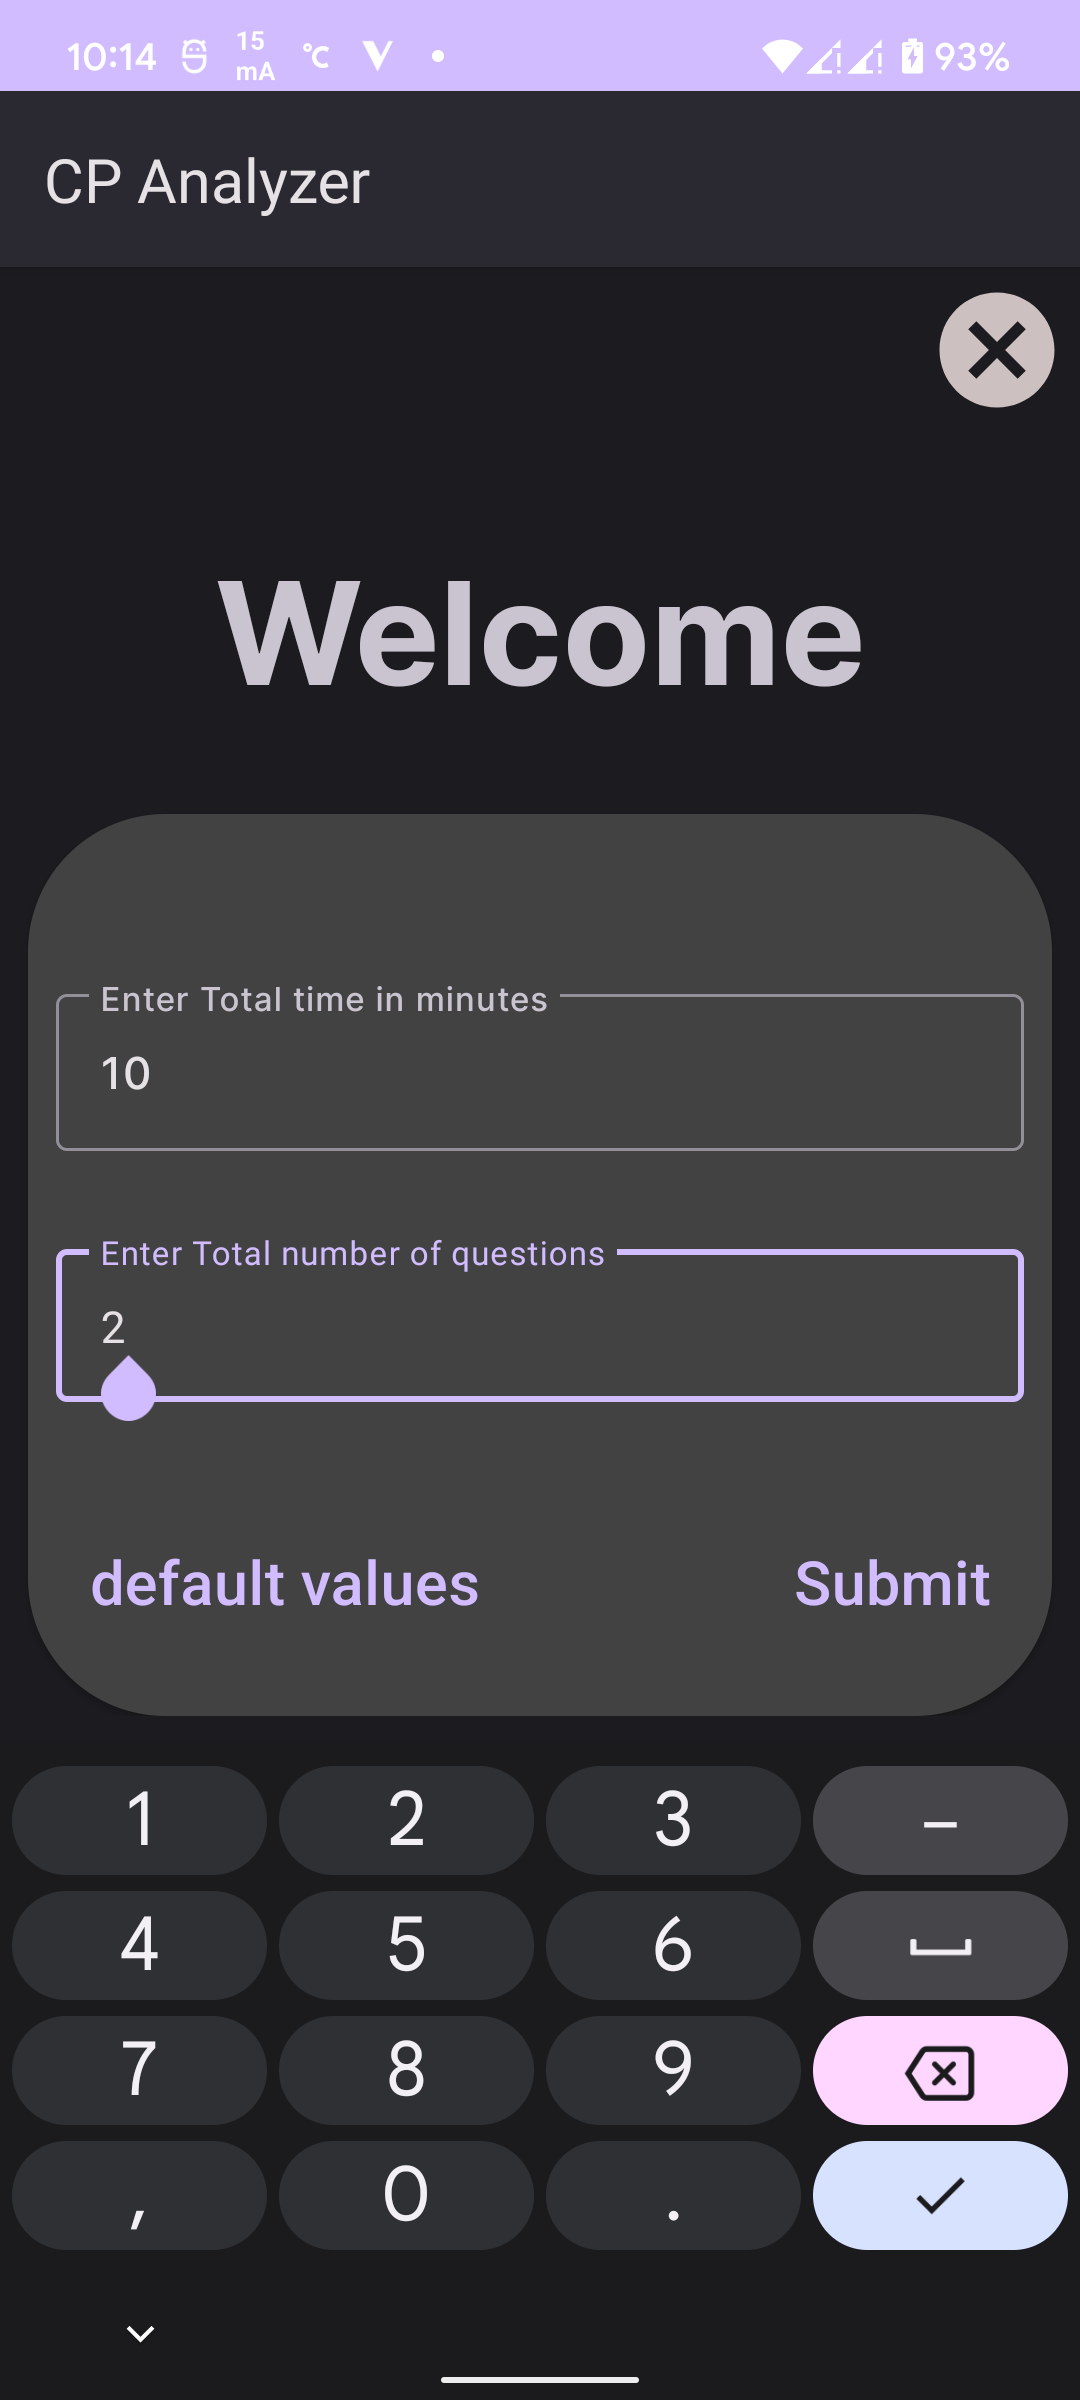 10:14 15 mA °C 93%
CP Analyzer
Welcome
Enter Total time in minutes
10
Enter Total number of questions
2
default values Submit
1 2 3 –
4 5 6
7 8 9
, 0 .